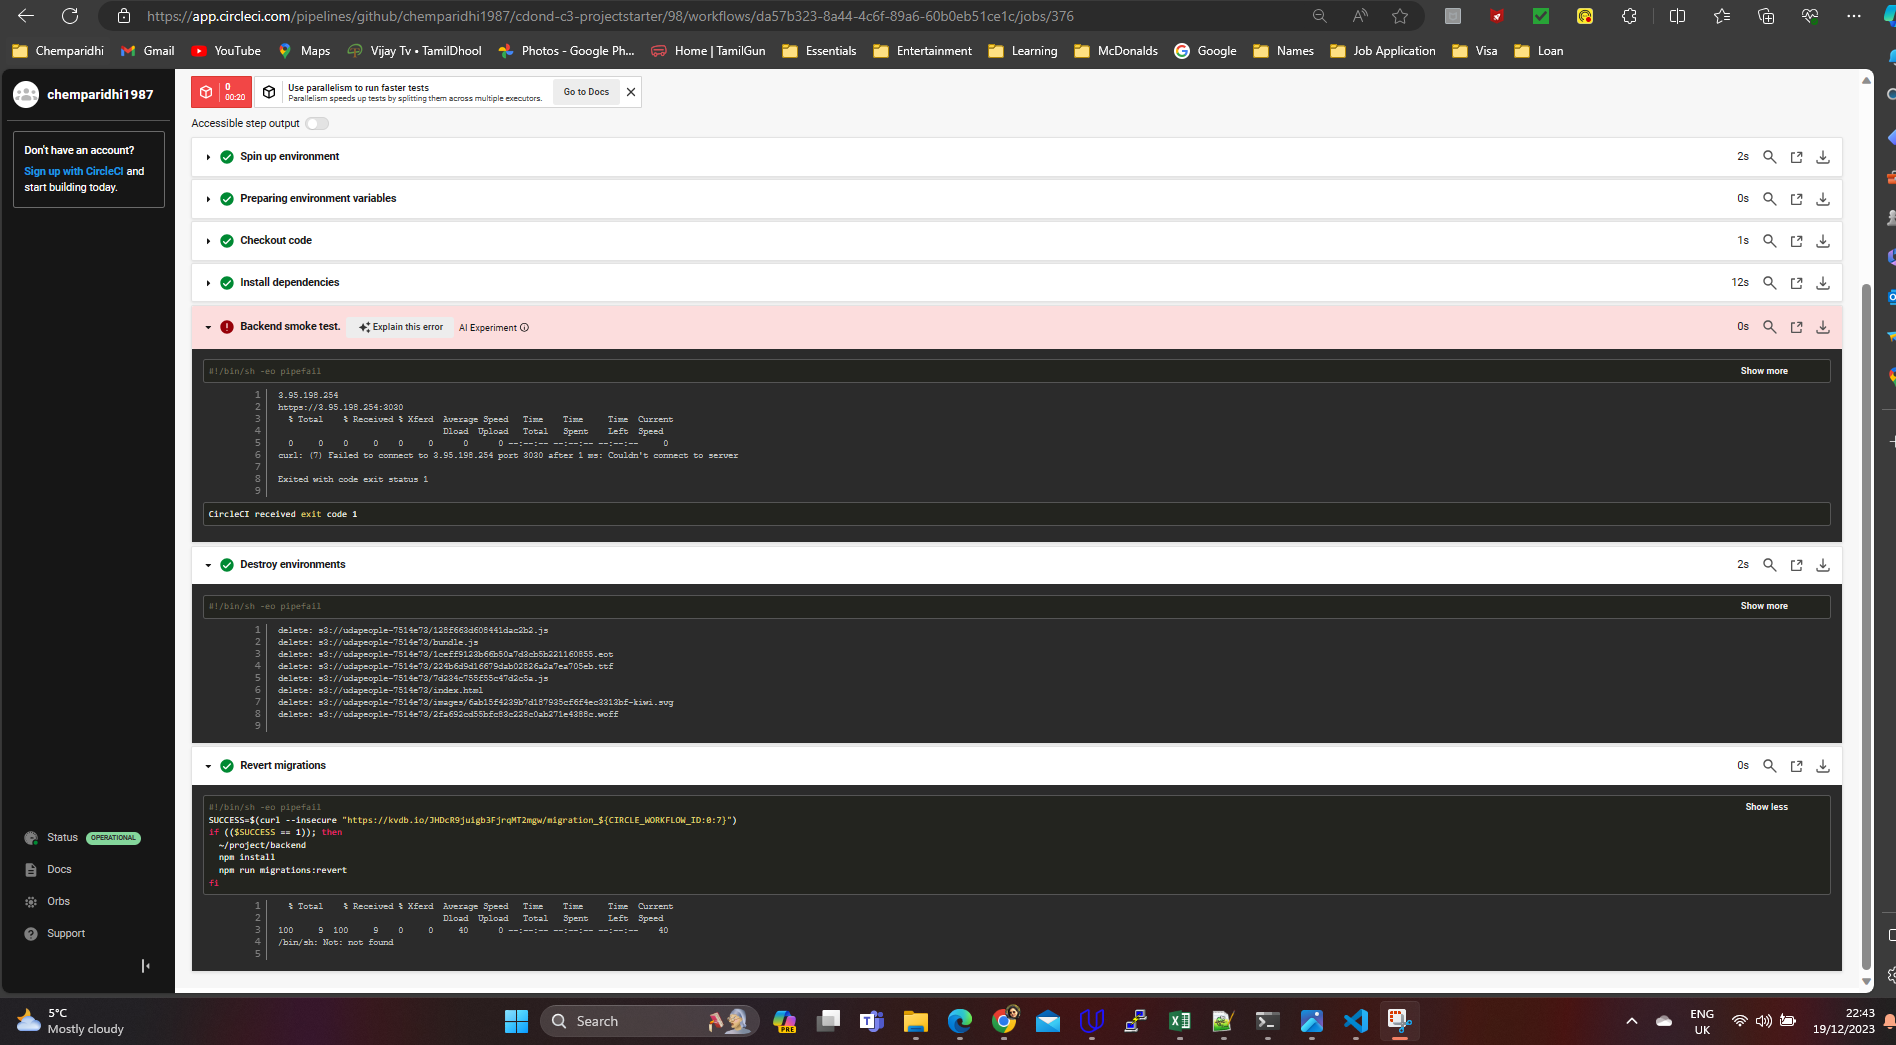 https://app.circleci.com/pipelines/github/chemparidhi1987/cdond-c3-projectstarter/98/workflows/da57b323-8a44-4c6f-89a6-60b0eb51ce1c/jobs/376
Chemparidhi Gmail YouTube Maps Vijay Tv • TamilDhool Photos - Google Ph... Home | TamilGun Essentials Entertainment Learning McDonalds Google Names Job Application Visa Loan
chemparidhi1987
Don't have an account?
Sign up with CircleCI and
start building today.
Status OPERATIONAL
Docs
Orbs
Support
0
00:20
Use parallelism to run faster tests
Parallelism speeds up tests by splitting them across multiple executors.
Go to Docs
Accessible step output
Spin up environment 2s
Preparing environment variables 0s
Checkout code 1s
Install dependencies 12s
Backend smoke test. Explain this error AI Experiment 0s
#!/bin/sh -eo pipefail Show more
1 3.95.198.254
2 https://3.95.198.254:3030
3 % Total % Received % Xferd Average Speed Time Time Time Current
4 Dload Upload Total Spent Left Speed
5 0 0 0 0 0 0 0 0 --:--:-- --:--:-- --:--:-- 0
6 curl: (7) Failed to connect to 3.95.198.254 port 3030 after 1 ms: Couldn't connect to server
7
8 Exited with code exit status 1
9
CircleCI received exit code 1
Destroy environments 2s
#!/bin/sh -eo pipefail Show more
1 delete: s3://udapeople-7514e73/128f663d608441dac2b2.js
2 delete: s3://udapeople-7514e73/bundle.js
3 delete: s3://udapeople-7514e73/1ceff9123b66b50a7d3cb5b221160855.eot
4 delete: s3://udapeople-7514e73/224b6d9d16679dab02826a2a7ea705eb.ttf
5 delete: s3://udapeople-7514e73/7d234c755f55c47d2c5a.js
6 delete: s3://udapeople-7514e73/index.html
7 delete: s3://udapeople-7514e73/images/6ab15f4239b7d187935cf6f4ec3313bf-kiwi.svg
8 delete: s3://udapeople-7514e73/2fa692cd55bfc83c228c0ab271e4388c.woff
9
Revert migrations 0s
#!/bin/sh -eo pipefail Show less
SUCCESS=$(curl --insecure "https://kvdb.io/JHDcR9juigb3FjrqMT2mgw/migration_${CIRCLE_WORKFLOW_ID:0:7}")
if (($SUCCESS == 1)); then
~/project/backend
npm install
npm run migrations:revert
fi
1 % Total % Received % Xferd Average Speed Time Time Time Current
2 Dload Upload Total Spent Left Speed
3 100 9 100 9 0 0 40 0 --:--:-- --:--:-- --:--:-- 40
4 /bin/sh: Not: not found
5
5°C
Mostly cloudy
Search
PRE
ENG
UK
22:43
19/12/2023